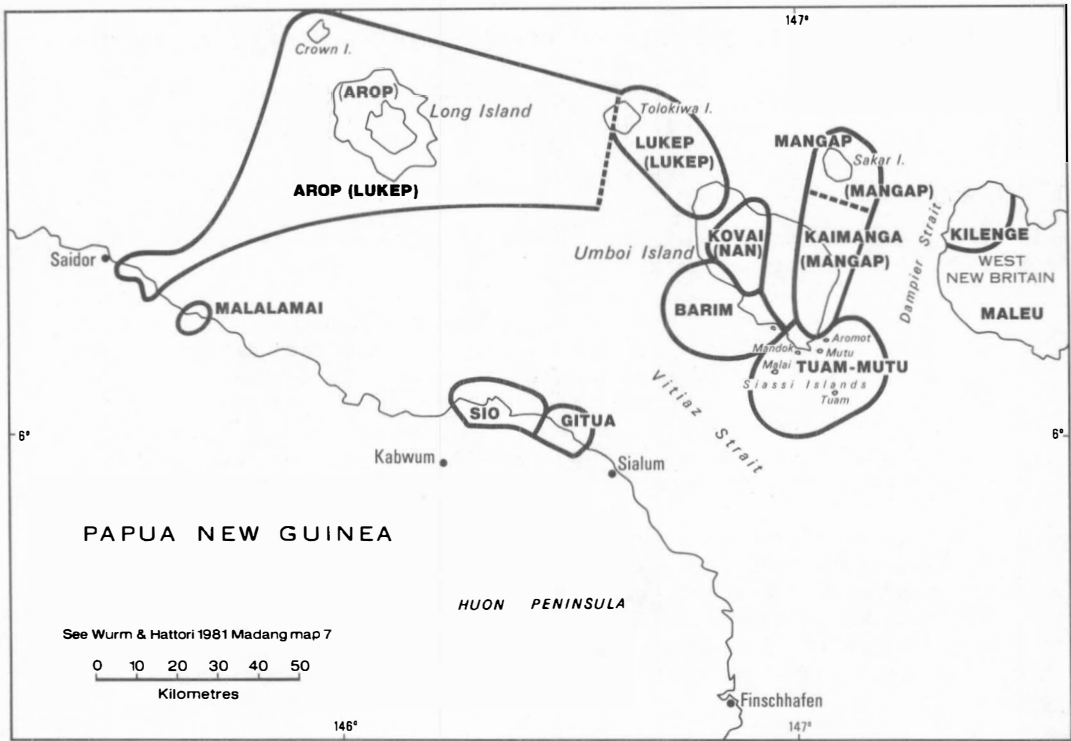 147°
Crown I.
(AROP)
Long Island
AROP (LUKEP)
Tolokiwa I.
LUKEP
(LUKEP)
MANGAP
Sakar I.
(MANGAP)
KOVAI
(NAN)
KAIMANGA
(MANGAP)
Umboi Island
BARIM
Dampier Strait
KILENGE
WEST
NEW BRITAIN
MALEU
Saidor
MALALAMAI
Aromot
Mandok
Mutu
Malai
TUAM-MUTU
Siassi Islands
Tuam
Vitiaz Strait
SIO
GITUA
6°
6°
Kabwum
Sialum
PAPUA NEW GUINEA
HUON PENINSULA
See Wurm & Hattori 1981 Madang map 7
0 10 20 30 40 50
Kilometres
Finschhafen
146°
147°